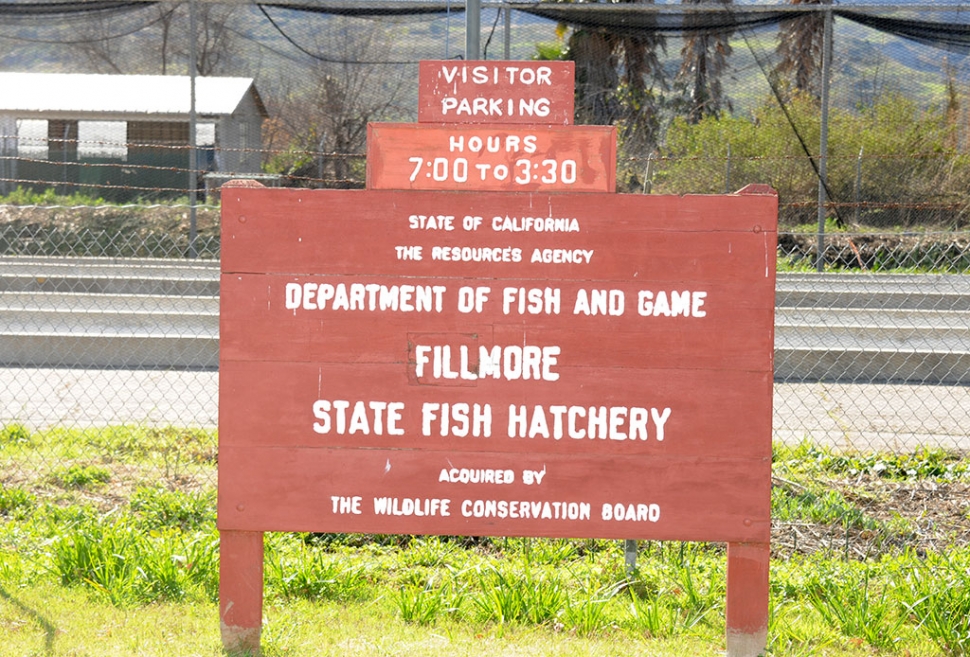 VISITOR
PARKING
HOURS
7:00 TO 3:30
STATE OF CALIFORNIA
THE RESOURCES AGENCY
DEPARTMENT OF FISH AND GAME
FILLMORE
STATE FISH HATCHERY
ACQUIRED BY
THE WILDLIFE CONSERVATION BOARD